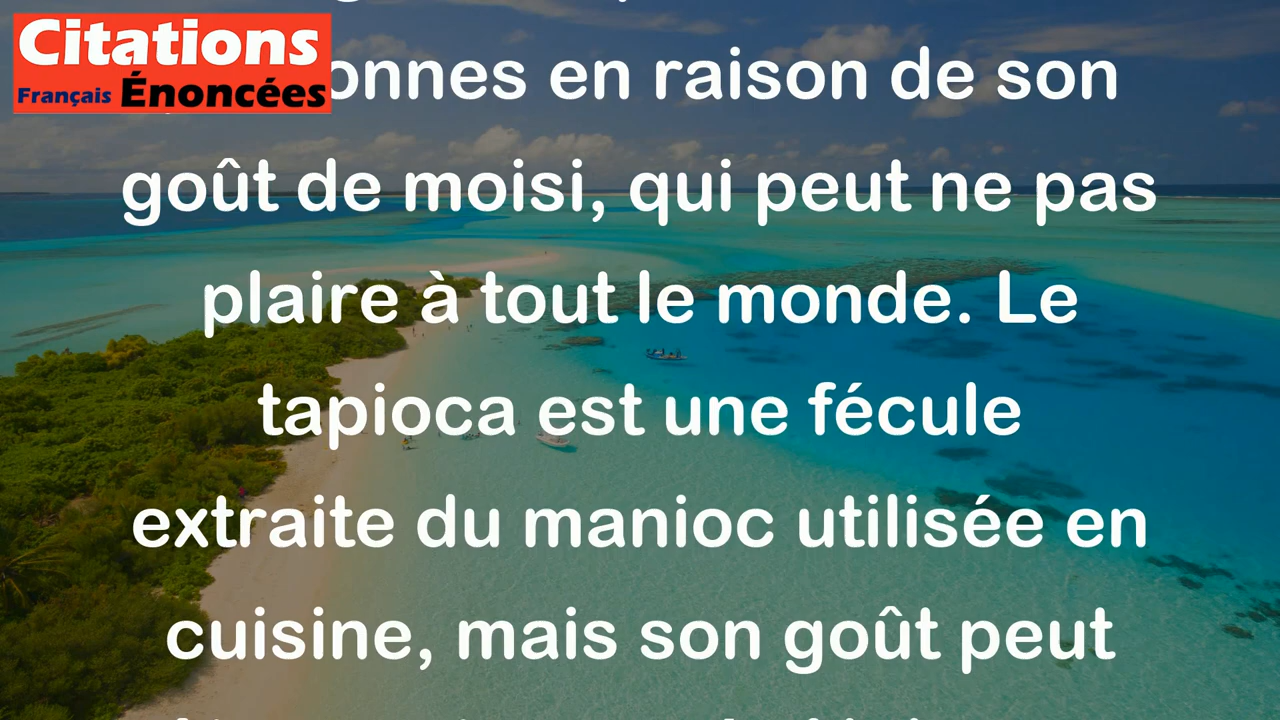 Citations
Français Énoncées
en raison de son
goût de moisi, qui peut ne pas
plaire à tout le monde. Le
tapioca est une fécule
extraite du manioc utilisée en
cuisine, mais son goût peut